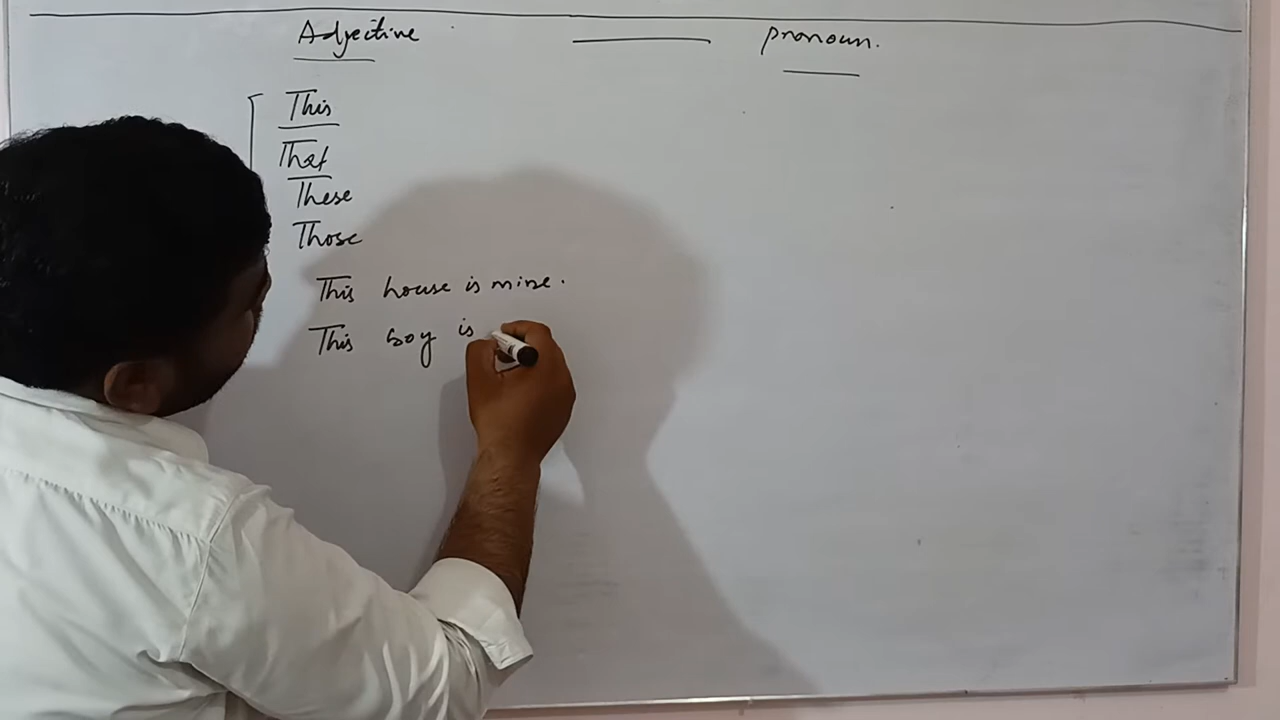 Adjective pronoun.
This
That
These
Those
This house is mine.
This boy is